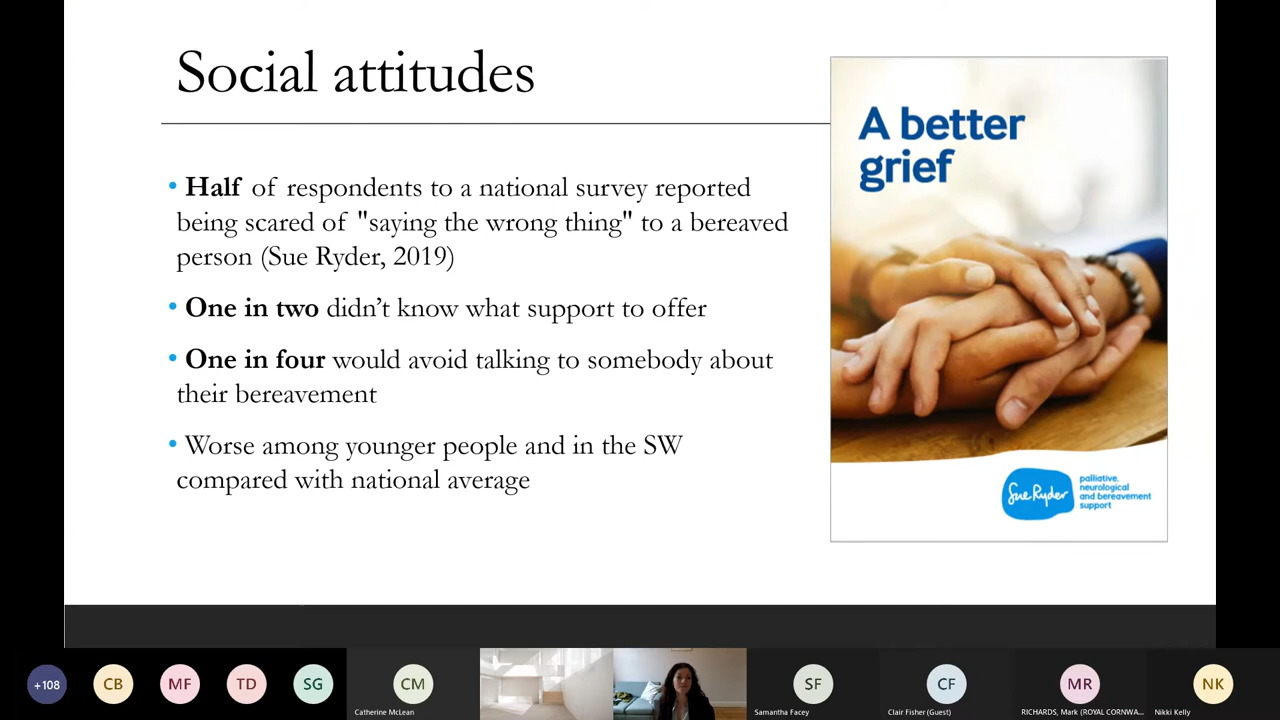 Social attitudes
• Half of respondents to a national survey reported
being scared of "saying the wrong thing" to a bereaved
person (Sue Ryder, 2019)
• One in two didn’t know what support to offer
• One in four would avoid talking to somebody about
their bereavement
• Worse among younger people and in the SW
compared with national average
A better
grief
Sue Ryder
palliative,
neurological
and bereavement
support
+108
CB
MF
TD
SG
CM
Catherine McLean
SF
Samantha Facey
CF
Clair Fisher (Guest)
MR
RICHARDS, Mark (ROYAL CORNWA...
NK
Nikki Kelly